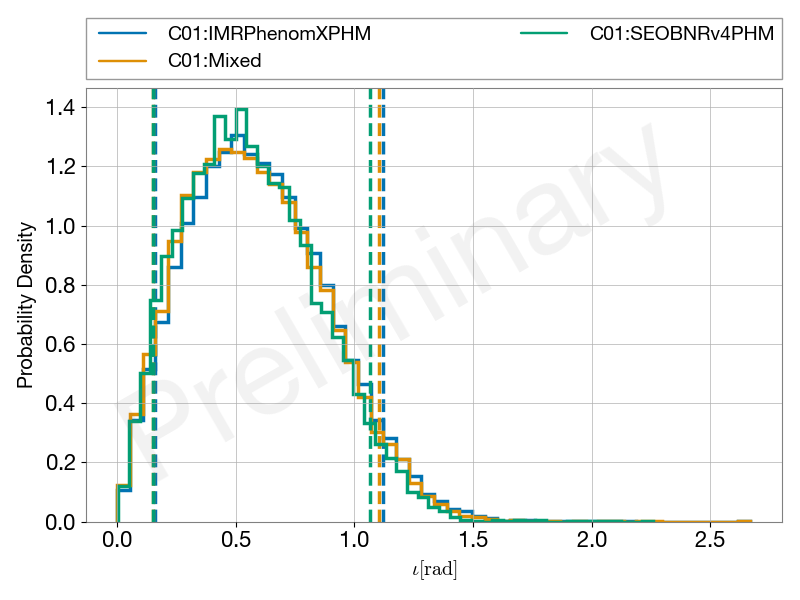 C01:IMRPhenomXPHM
C01:Mixed
C01:SEOBNRv4PHM
Preliminary
Probability Density
1.4
1.2
1.0
0.8
0.6
0.4
0.2
0.0
0.0 0.5 1.0 1.5 2.0 2.5
ι[rad]